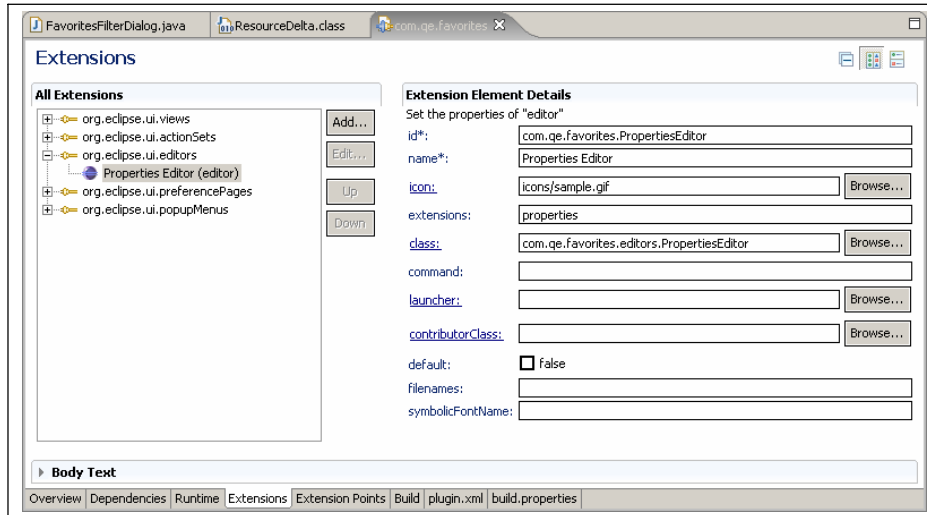 FavoritesFilterDialog.java ResourceDelta.class com.qe.favorites
Extensions
All Extensions
org.eclipse.ui.views
org.eclipse.ui.actionSets
org.eclipse.ui.editors
Properties Editor (editor)
org.eclipse.ui.preferencePages
org.eclipse.ui.popupMenus
Add...
Edit...
Up
Down
Extension Element Details
Set the properties of "editor"
id*: com.qe.favorites.PropertiesEditor
name*: Properties Editor
icon: icons/sample.gif Browse...
extensions: properties
class: com.qe.favorites.editors.PropertiesEditor Browse...
command:
launcher: Browse...
contributorClass: Browse...
default: false
filenames:
symbolicFontName:
Body Text
Overview Dependencies Runtime Extensions Extension Points Build plugin.xml build.properties